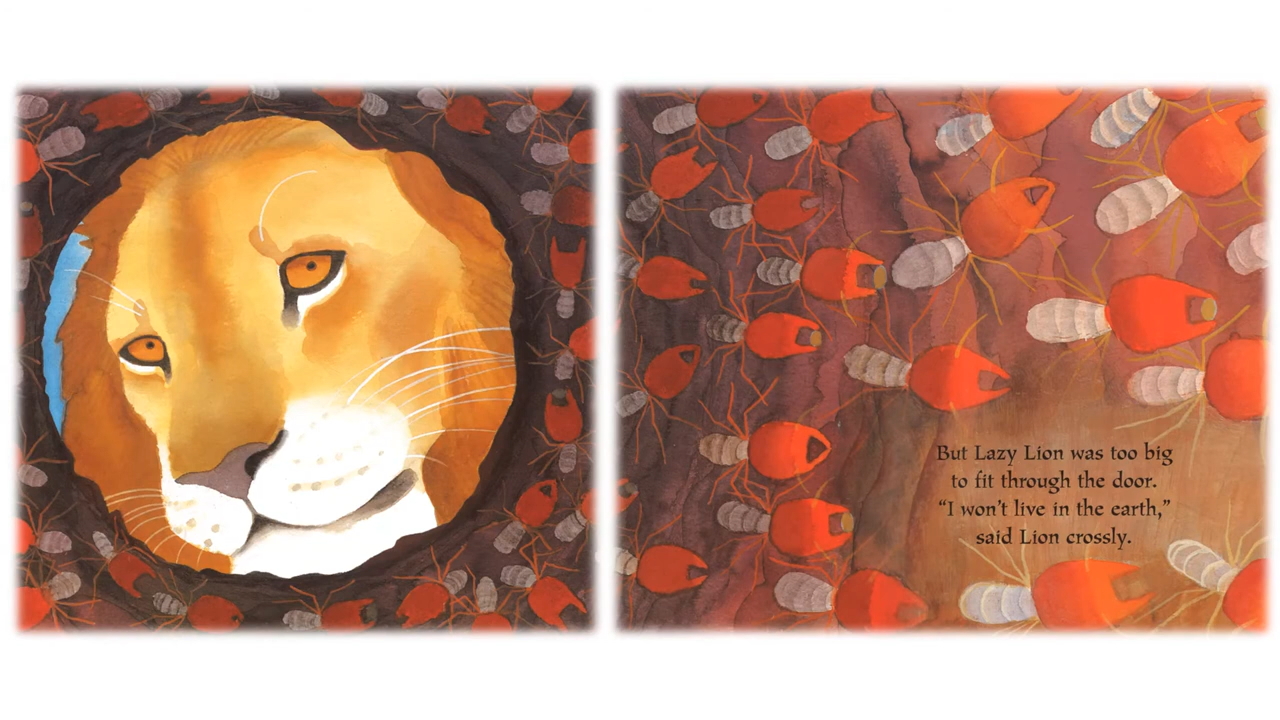 But Lazy Lion was too big
to fit through the door.
“I won’t live in the earth,”
said Lion crossly.